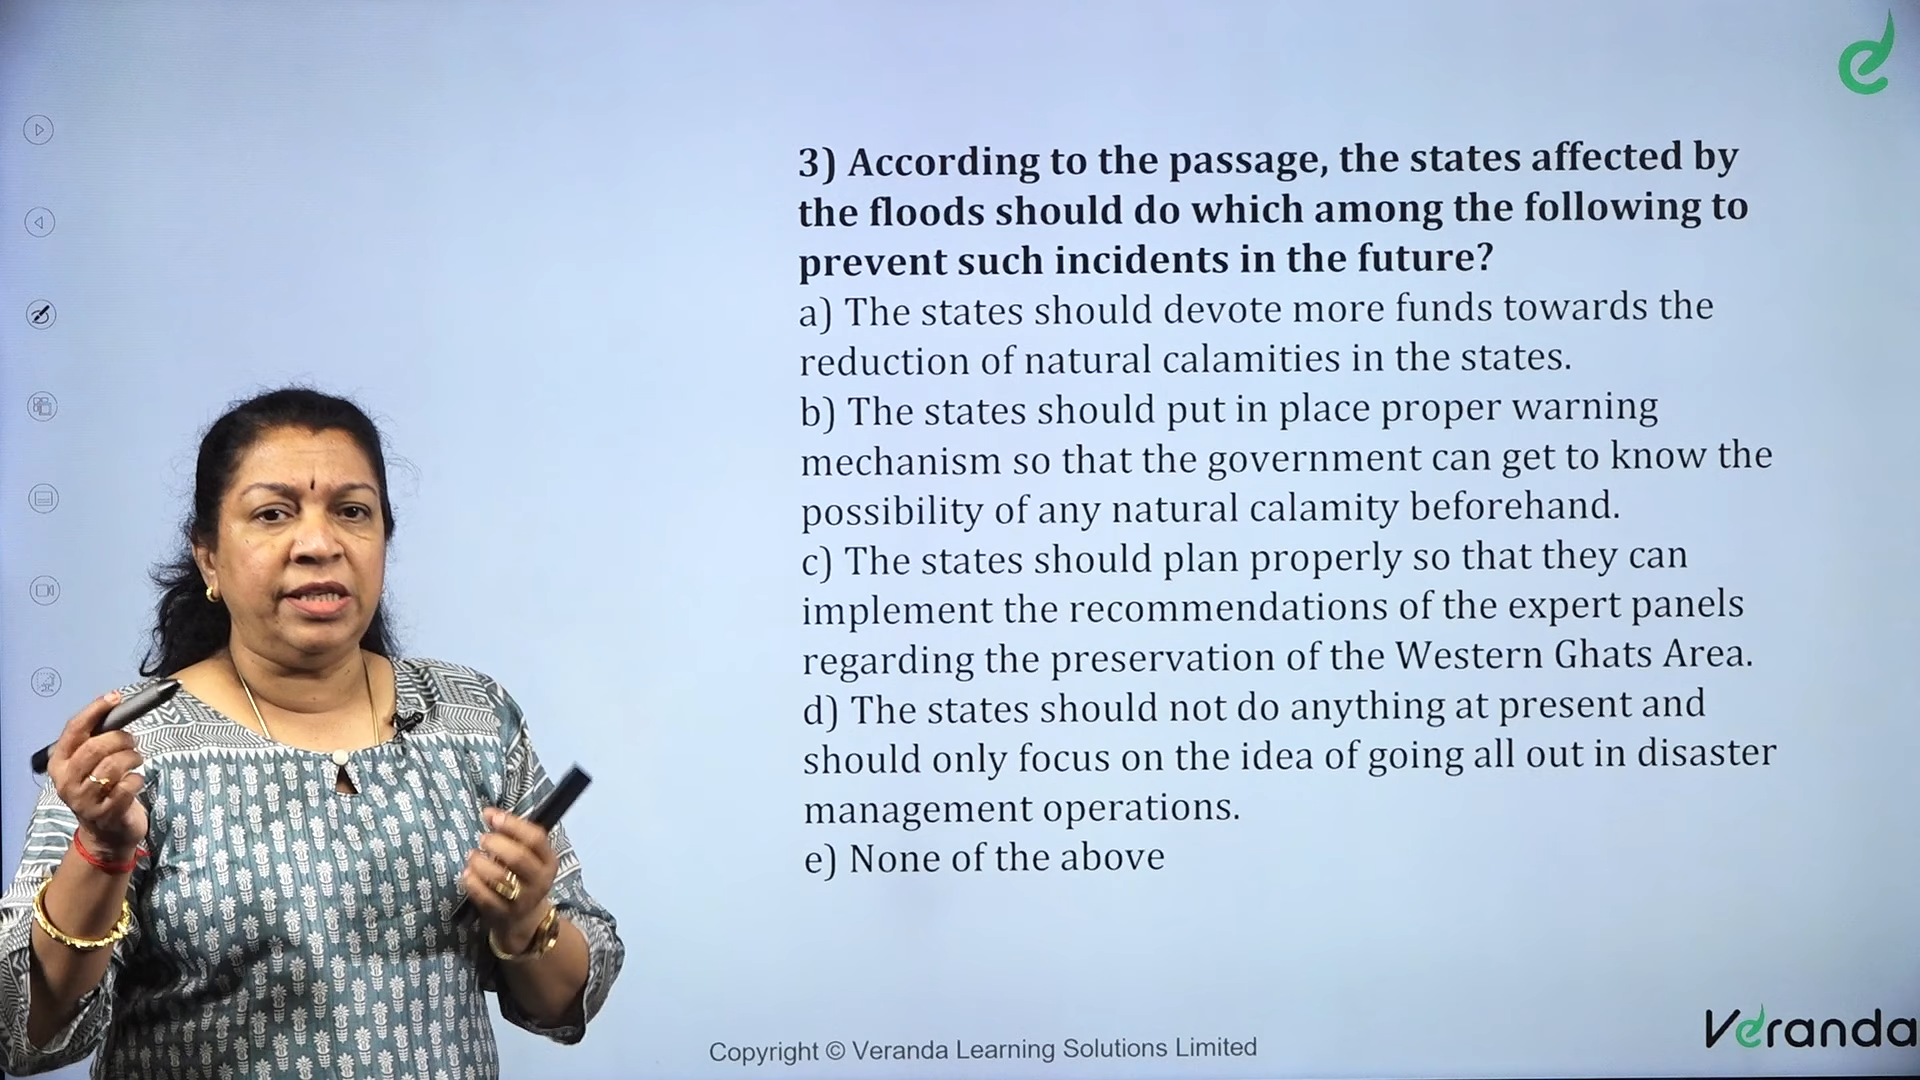 3) According to the passage, the states affected by
the floods should do which among the following to
prevent such incidents in the future?
a) The states should devote more funds towards the
reduction of natural calamities in the states.
b) The states should put in place proper warning
mechanism so that the government can get to know the
possibility of any natural calamity beforehand.
c) The states should plan properly so that they can
implement the recommendations of the expert panels
regarding the preservation of the Western Ghats Area.
d) The states should not do anything at present and
should only focus on the idea of going all out in disaster
management operations.
e) None of the above
Veranda
Copyright © Veranda Learning Solutions Limited